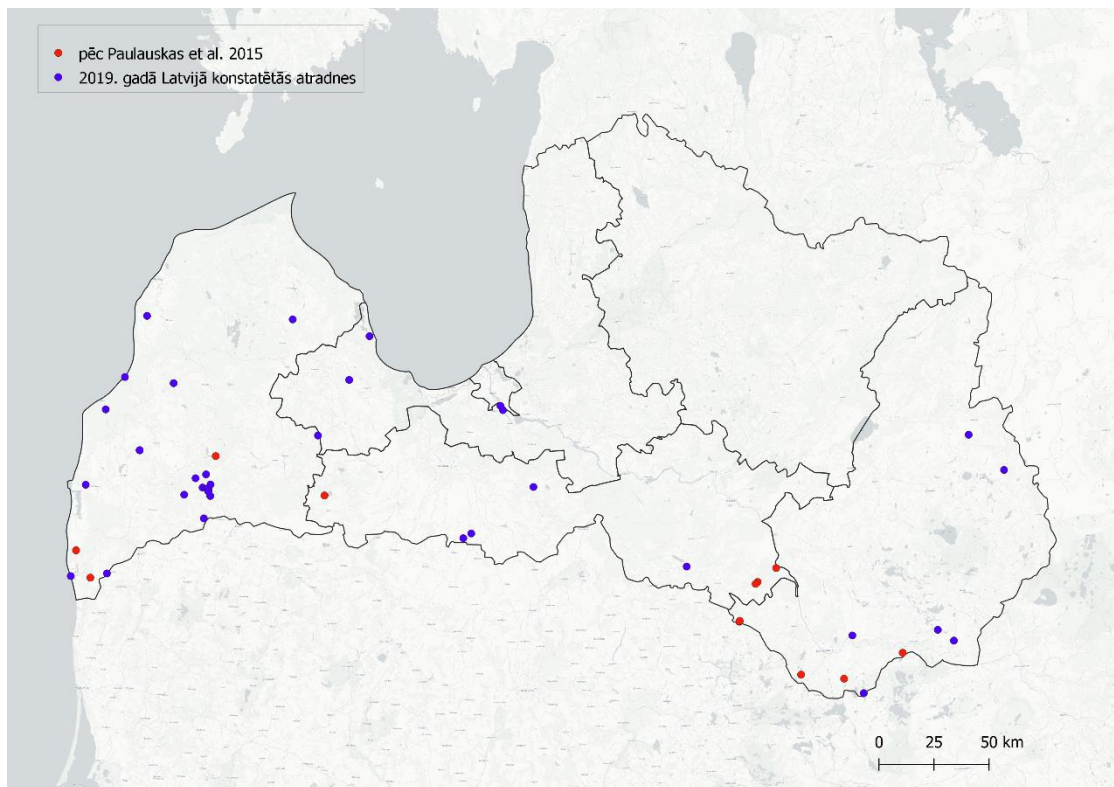 pēc Paulauskas et al. 2015
2019. gadā Latvijā konstatētās atradnes
0 25 50 km